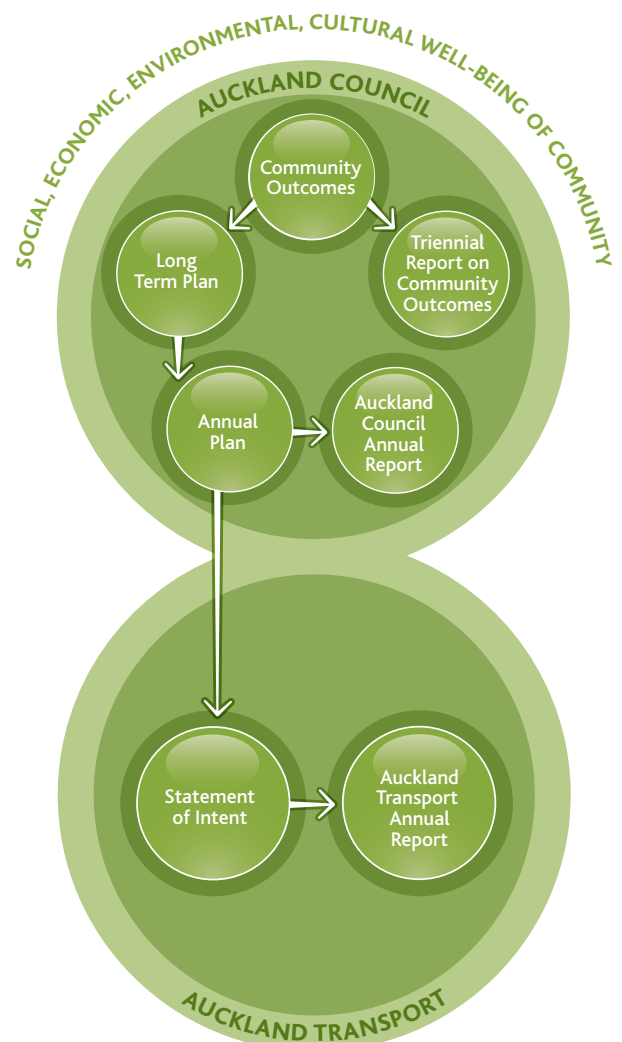 SOCIAL, ECONOMIC, ENVIRONMENTAL, CULTURAL WELL-BEING OF COMMUNITY
AUCKLAND COUNCIL
Community
Outcomes
Long
Term Plan
Triennial
Report on
Community
Outcomes
Annual
Plan
Auckland
Council
Annual
Report
Statement
of Intent
Auckland
Transport
Annual
Report
AUCKLAND TRANSPORT